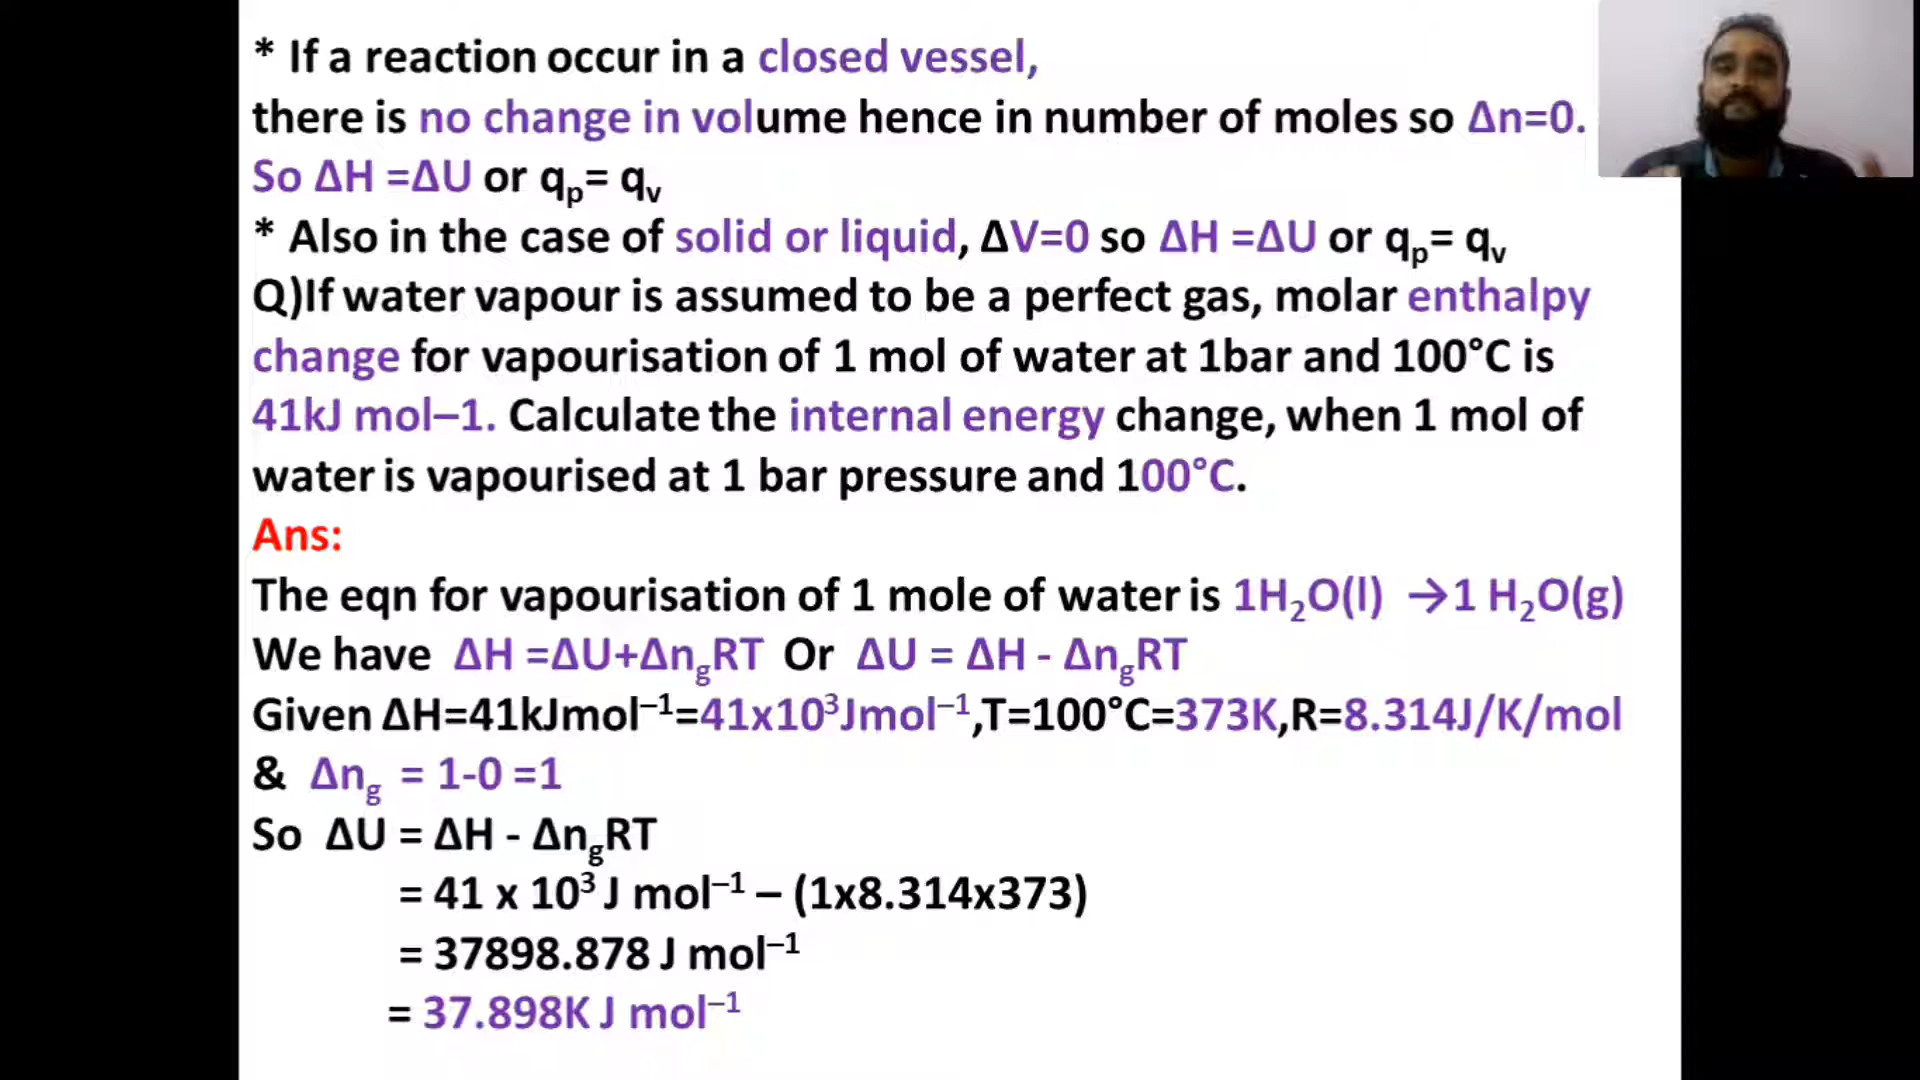 * If a reaction occur in a closed vessel,
there is no change in volume hence in number of moles so Δn=0.
So ΔH =ΔU or qₚ= qᵥ
* Also in the case of solid or liquid, ΔV=0 so ΔH =ΔU or qₚ= qᵥ
Q)If water vapour is assumed to be a perfect gas, molar enthalpy
change for vapourisation of 1 mol of water at 1bar and 100°C is
41kJ mol–1. Calculate the internal energy change, when 1 mol of
water is vapourised at 1 bar pressure and 100°C.
Ans:
The eqn for vapourisation of 1 mole of water is 1H₂O(l) →1 H₂O(g)
We have ΔH =ΔU+Δn_gRT Or ΔU = ΔH - Δn_gRT
Given ΔH=41kJmol⁻¹=41x10³Jmol⁻¹,T=100°C=373K,R=8.314J/K/mol
& Δn_g = 1-0 =1
So ΔU = ΔH - Δn_gRT
= 41 x 10³ J mol⁻¹ – (1x8.314x373)
= 37898.878 J mol⁻¹
= 37.898K J mol⁻¹